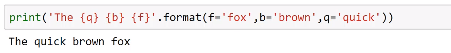 print('The {q} {b} {f}'.format(f='fox',b='brown',q='quick'))
The quick brown fox